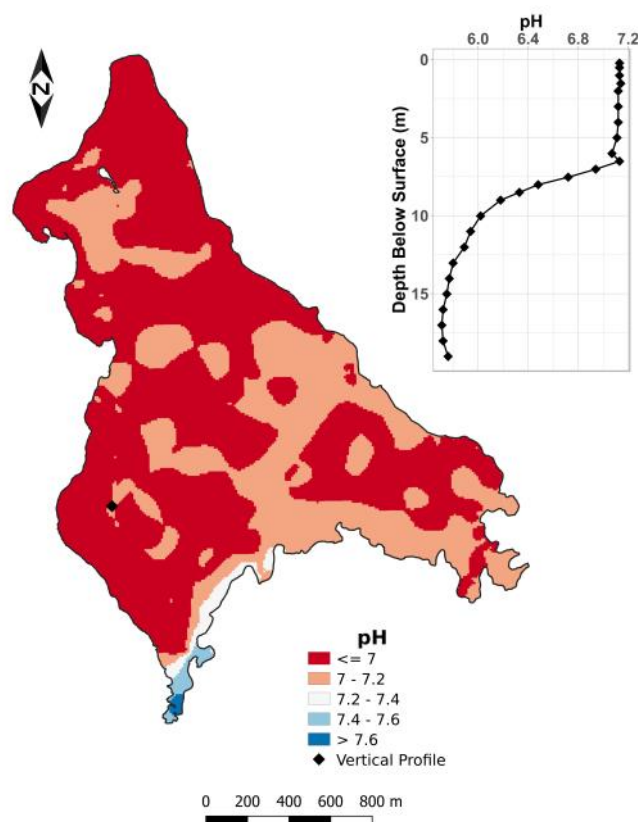 pH
6.0 6.4 6.8 7.2
0
5
10
15
Depth Below Surface (m)
N
pH
<= 7
7 - 7.2
7.2 - 7.4
7.4 - 7.6
> 7.6
Vertical Profile
0 200 400 600 800 m